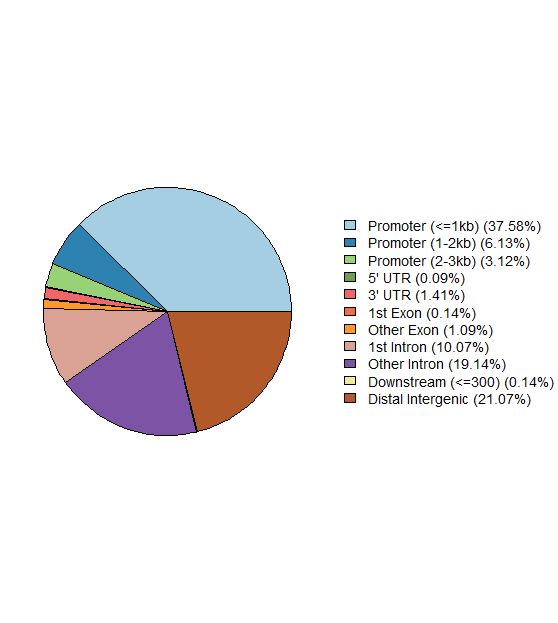 Promoter (<=1kb) (37.58%)
Promoter (1-2kb) (6.13%)
Promoter (2-3kb) (3.12%)
5' UTR (0.09%)
3' UTR (1.41%)
1st Exon (0.14%)
Other Exon (1.09%)
1st Intron (10.07%)
Other Intron (19.14%)
Downstream (<=300) (0.14%)
Distal Intergenic (21.07%)